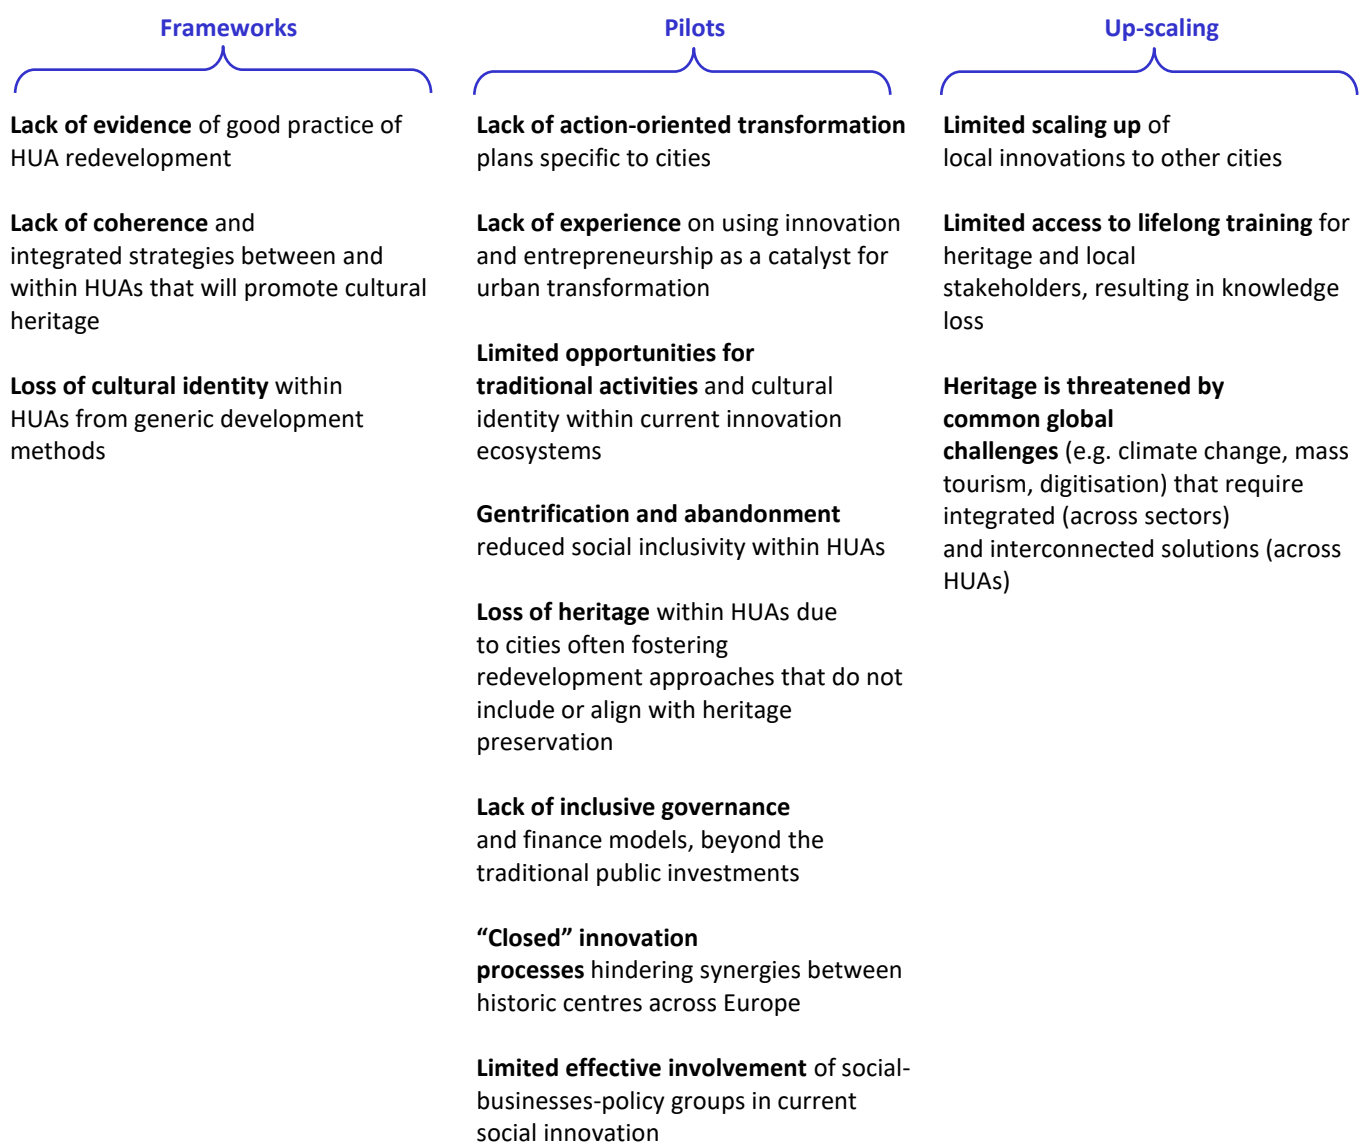 Frameworks
Lack of evidence of good practice of
HUA redevelopment
Lack of coherence and
integrated strategies between and
within HUAs that will promote cultural
heritage
Loss of cultural identity within
HUAs from generic development
methods
Pilots
Lack of action-oriented transformation
plans specific to cities
Lack of experience on using innovation
and entrepreneurship as a catalyst for
urban transformation
Limited opportunities for
traditional activities and cultural
identity within current innovation
ecosystems
Gentrification and abandonment
reduced social inclusivity within HUAs
Loss of heritage within HUAs due
to cities often fostering
redevelopment approaches that do not
include or align with heritage
preservation
Lack of inclusive governance
and finance models, beyond the
traditional public investments
“Closed” innovation
processes hindering synergies between
historic centres across Europe
Limited effective involvement of social-
businesses-policy groups in current
social innovation
Up-scaling
Limited scaling up of
local innovations to other cities
Limited access to lifelong training for
heritage and local
stakeholders, resulting in knowledge
loss
Heritage is threatened by
common global
challenges (e.g. climate change, mass
tourism, digitisation) that require
integrated (across sectors)
and interconnected solutions (across
HUAs)